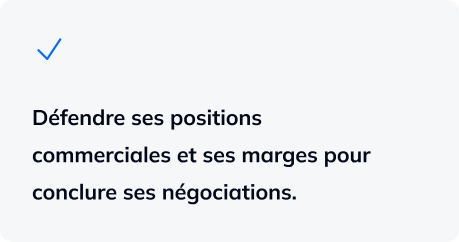 Défendre ses positions
commerciales et ses marges pour
conclure ses négociations.